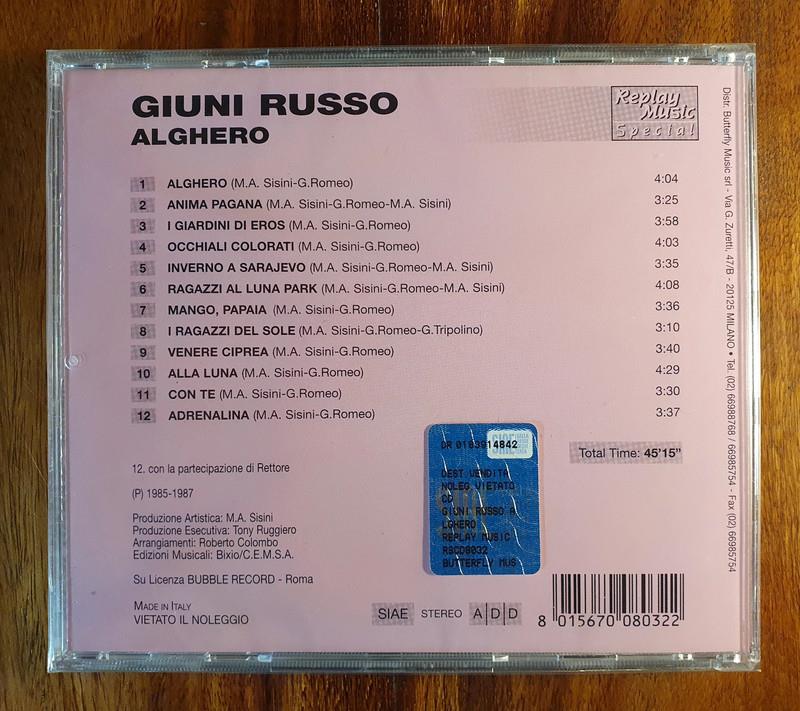 GIUNI RUSSO
ALGHERO
Replay
Music
Special
1 ALGHERO (M.A. Sisini-G.Romeo) 4:04
2 ANIMA PAGANA (M.A. Sisini-G.Romeo-M.A. Sisini) 3:25
3 I GIARDINI DI EROS (M.A. Sisini-G.Romeo) 3:58
4 OCCHIALI COLORATI (M.A. Sisini-G.Romeo) 4:03
5 INVERNO A SARAJEVO (M.A. Sisini-G.Romeo-M.A. Sisini) 3:35
6 RAGAZZI AL LUNA PARK (M.A. Sisini-G.Romeo-M.A. Sisini) 4:08
7 MANGO, PAPAIA (M.A. Sisini-G.Romeo) 3:36
8 I RAGAZZI DEL SOLE (M.A. Sisini-G.Romeo-G.Tripolino) 3:10
9 VENERE CIPREA (M.A. Sisini-G.Romeo) 3:40
10 ALLA LUNA (M.A. Sisini-G.Romeo) 4:29
11 CON TE (M.A. Sisini-G.Romeo) 3:30
12 ADRENALINA (M.A. Sisini-G.Romeo) 3:37
Total Time: 45'15"
12. con la partecipazione di Rettore
(P) 1985-1987
Produzione Artistica: M.A. Sisini
Produzione Esecutiva: Tony Ruggiero
Arrangiamenti: Roberto Colombo
Edizioni Musicali: Bixio/C.E.M.S.A.
Su Licenza BUBBLE RECORD - Roma
MADE IN ITALY
VIETATO IL NOLEGGIO
SIAE STEREO A D D
OR 0183914842
SIAE
DEST.VENDITA
NOLEG.VIETATO
CD
GIUNI RUSSO A
LGHERO
REPLAY MUSIC
RSCD8032
BUTTERFLY MUS
8 015670 080322
Distr. Butterfly Music srl - Via G. Zuretti, 47/B - 20125 MILANO • Tel. (02) 66988768 / 66985754 - Fax (02) 66985754